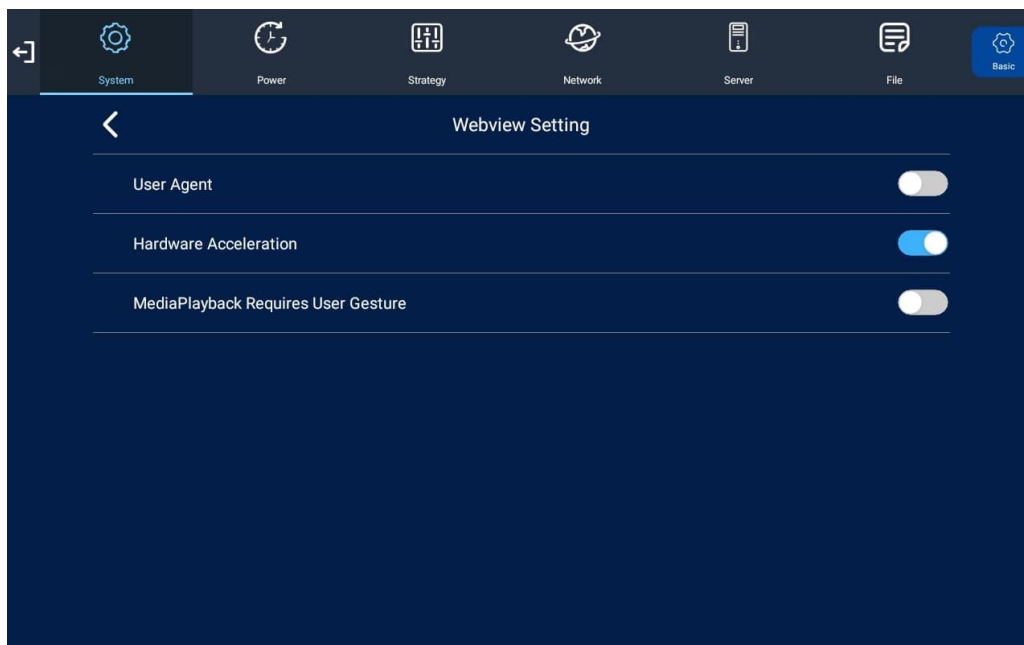 System
Power
Strategy
Network
Server
File
Basic
Webview Setting
User Agent
Hardware Acceleration
MediaPlayback Requires User Gesture